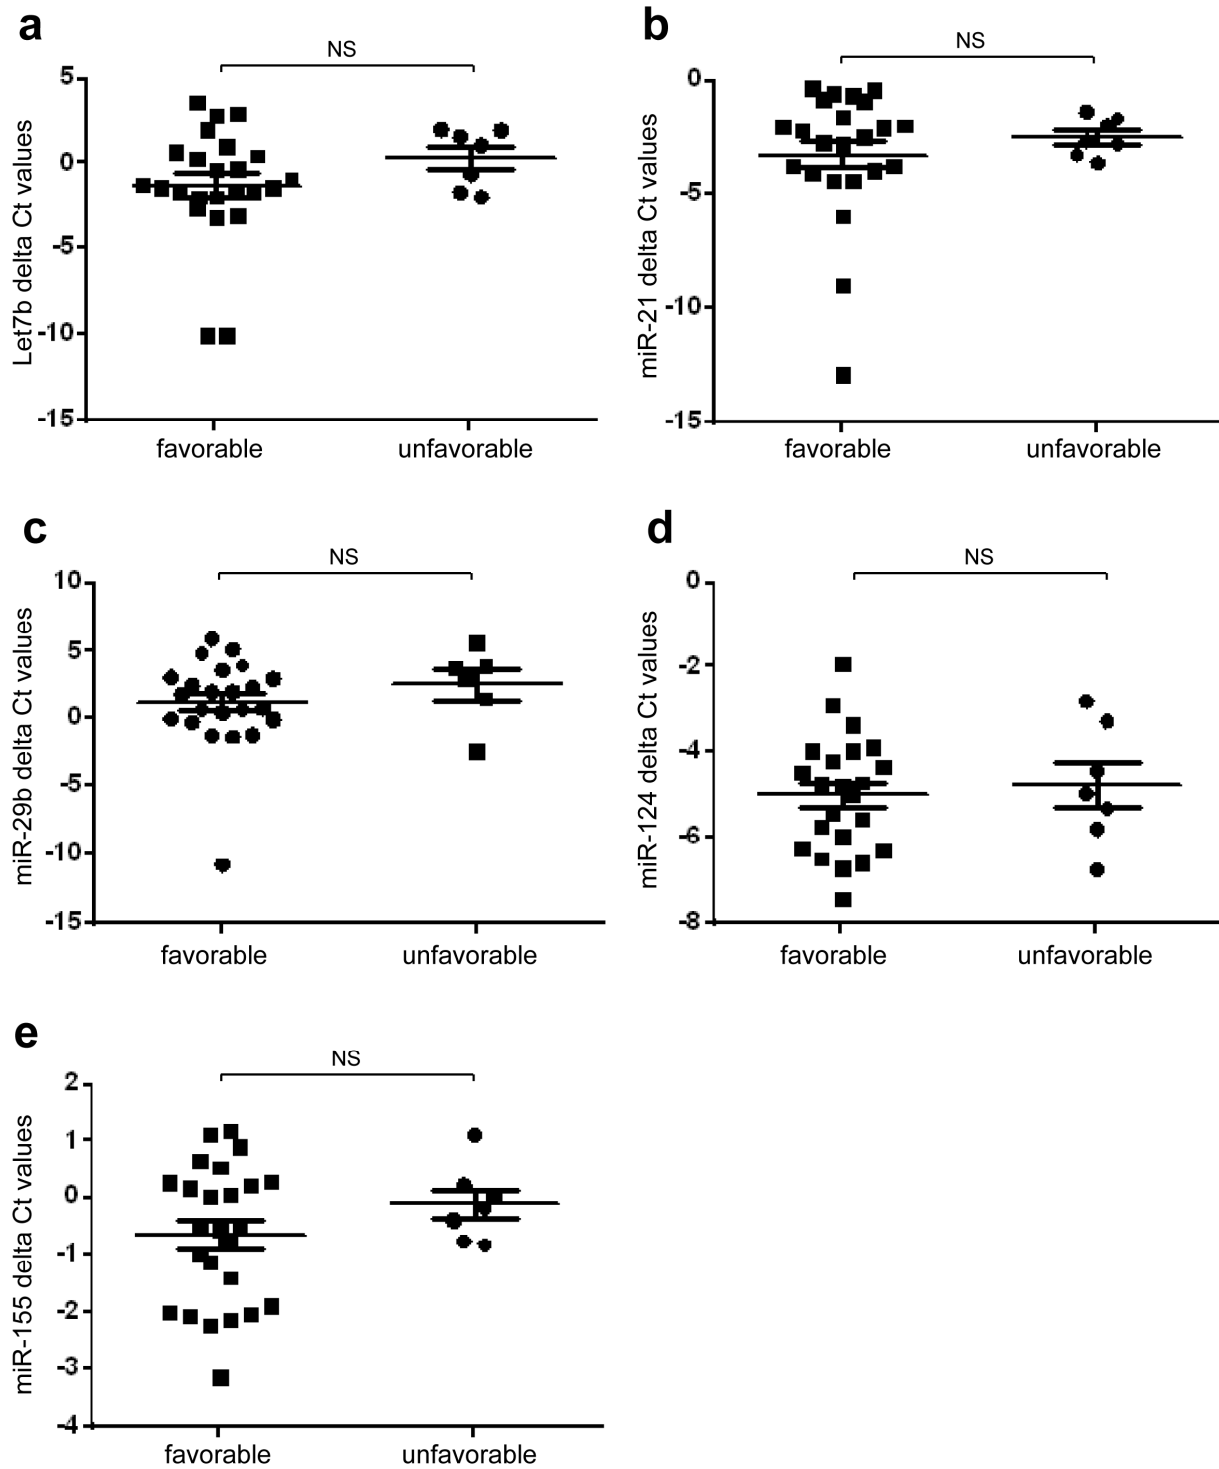 a
NS
Let7b delta Ct values
5
0
-5
-10
-15
favorable
unfavorable
b
NS
miR-21 delta Ct values
0
-5
-10
-15
favorable
unfavorable
c
NS
miR-29b delta Ct values
10
5
0
-5
-10
-15
favorable
unfavorable
d
NS
miR-124 delta Ct values
0
-2
-4
-6
-8
favorable
unfavorable
e
NS
miR-155 delta Ct values
2
1
0
-1
-2
-3
-4
favorable
unfavorable